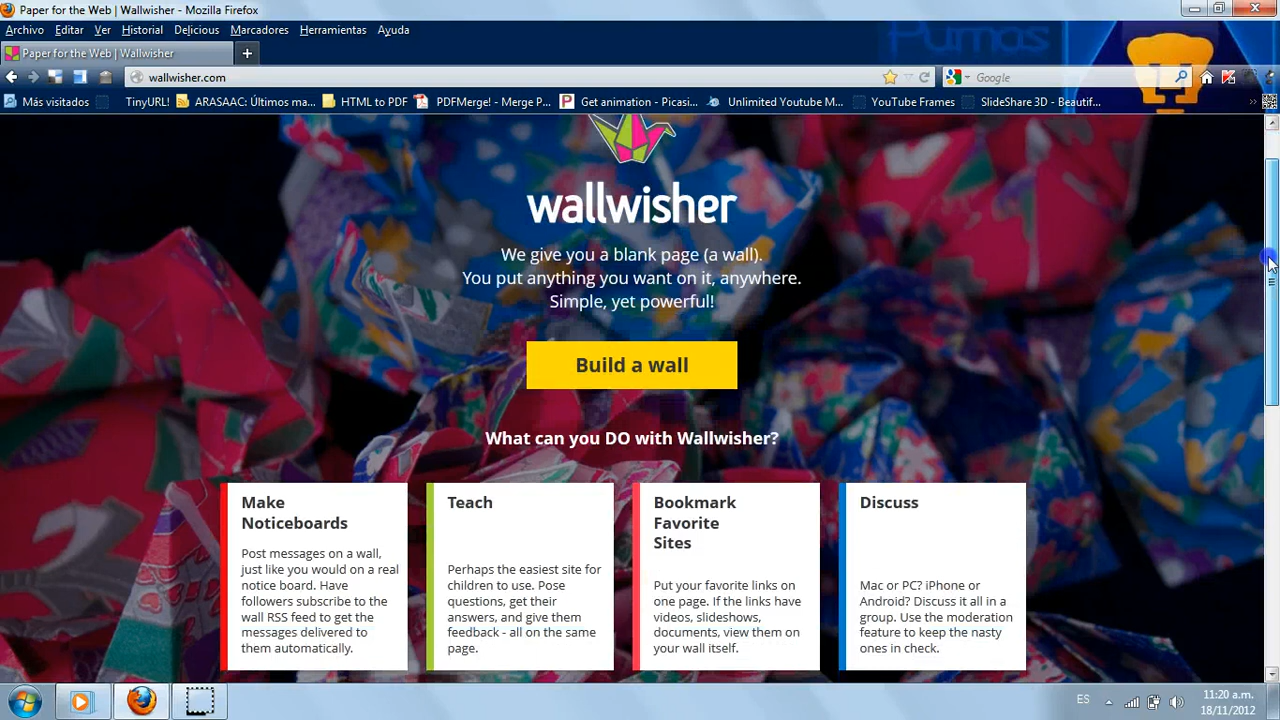 Paper for the Web | Wallwisher - Mozilla Firefox
Archivo Editar Ver Historial Delicious Marcadores Herramientas Ayuda
Pumas
Paper for the Web | Wallwisher
wallwisher.com
Google
Más visitados TinyURL! ARASAAC: Últimos ma... HTML to PDF PDFMerge! - Merge P... Get animation - Picasi... Unlimited Youtube M... YouTube Frames SlideShare 3D - Beautif...
wallwisher
We give you a blank page (a wall).
You put anything you want on it, anywhere.
Simple, yet powerful!
Build a wall
What can you DO with Wallwisher?
Make
Noticeboards
Post messages on a wall,
just like you would on a real
notice board. Have
followers subscribe to the
wall RSS feed to get the
messages delivered to
them automatically.
Teach
Perhaps the easiest site for
children to use. Pose
questions, get their
answers, and give them
feedback - all on the same
page.
Bookmark
Favorite
Sites
Put your favorite links on
one page. If the links have
videos, slideshows,
documents, view them on
your wall itself.
Discuss
Mac or PC? iPhone or
Android? Discuss it all in a
group. Use the moderation
feature to keep the nasty
ones in check.
ES
11:20 a.m.
18/11/2012